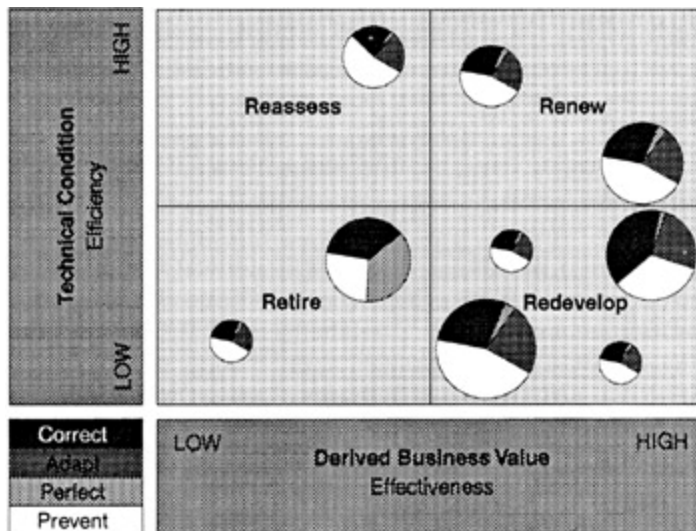 HIGH
Technical Condition
Efficiency
LOW
Reassess
Renew
Retire
Redevelop
Correct
Adapt
Perfect
Prevent
LOW
Derived Business Value
HIGH
Effectiveness